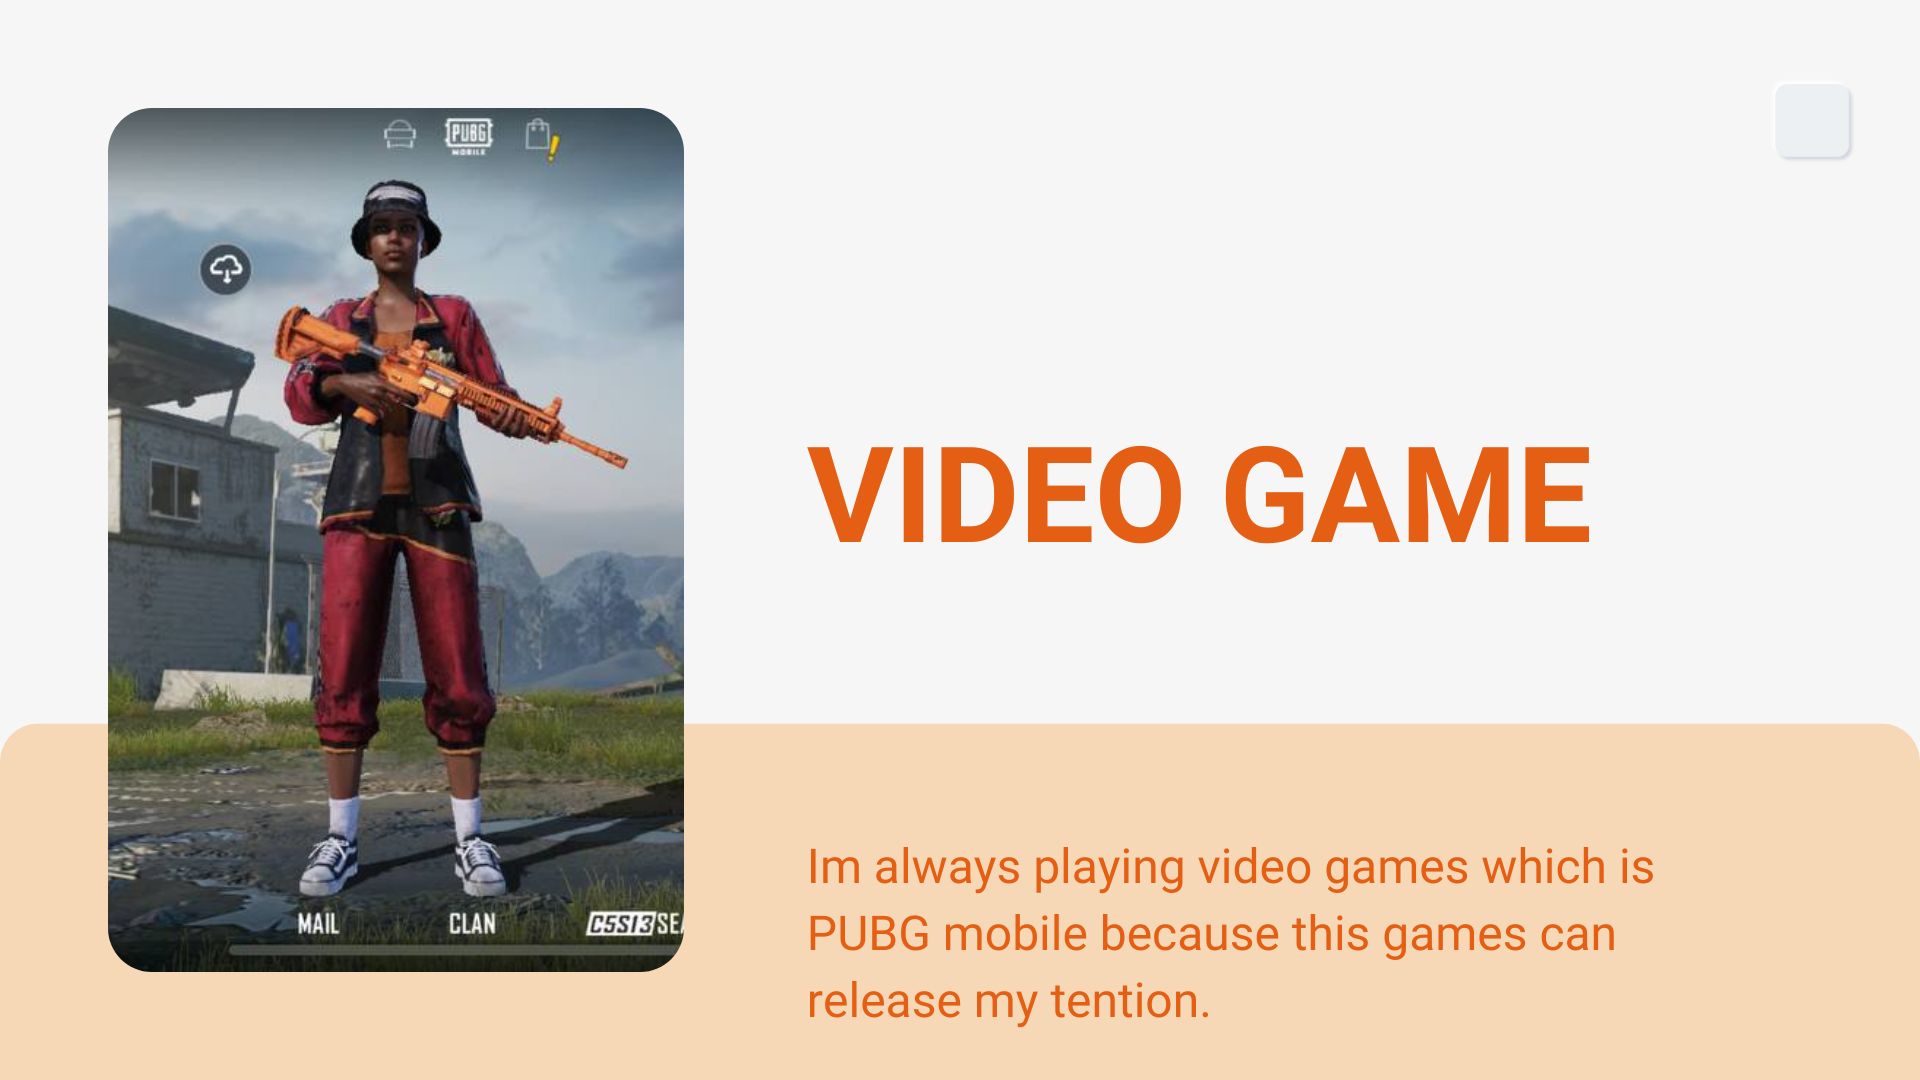 PUBG
MOBILE
VIDEO GAME
Im always playing video games which is
PUBG mobile because this games can
release my tention.
MAIL
CLAN
C5S13 SEA